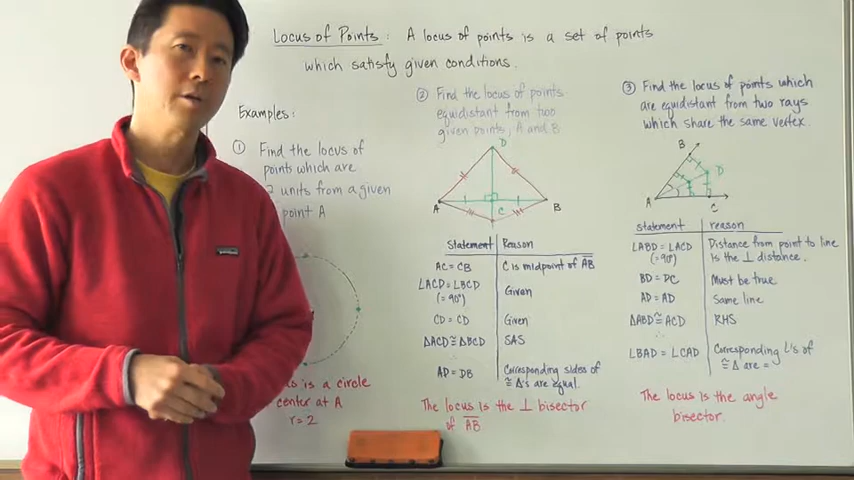 Locus of Points : A locus of points is a set of points
which satisfy given conditions.
Examples:
① Find the locus of
points which are
2 units from a given
point A
is a circle
center at A
r = 2
② Find the locus of points
equidistant from two
given points, A and B
D
A
B
C
Statement Reason
AC = CB C is midpoint of AB
∠ACD = ∠BCD Given
(= 90°)
CD = CD Given
△ACD ≅ △BCD SAS
∴ AD = DB Corresponding sides of
≅ △'s are equal.
The locus is the ⊥ bisector
of AB
③ Find the locus of points which
are equidistant from two rays
which share the same vertex.
B
D
A
C
statement reason
∠ABD = ∠ACD Distance from point to line
(= 90°) is the ⊥ distance.
BD = DC Must be true.
AD = AD Same line
△ABD ≅ ACD RHS
∴ ∠BAD = ∠CAD Corresponding ∠'s of
≅ △ are =
The locus is the angle
bisector.